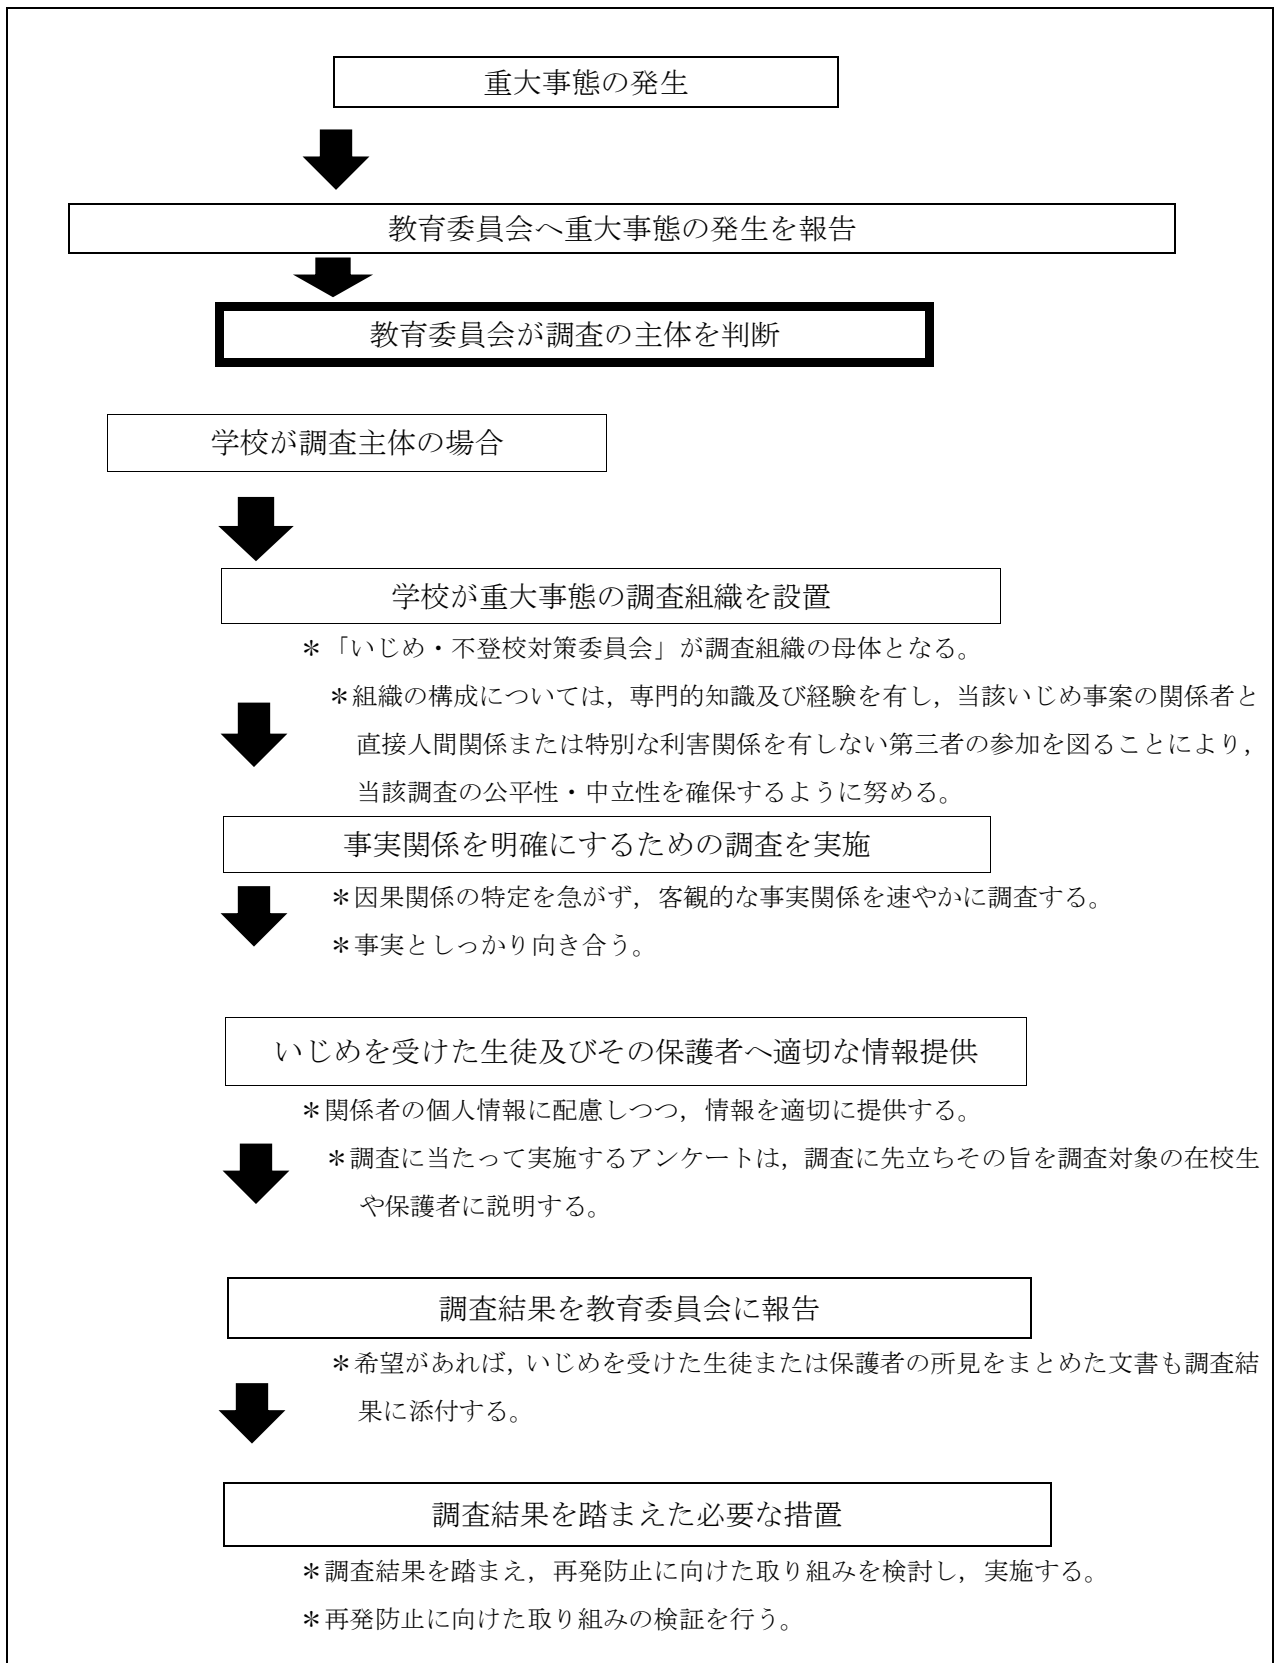 重大事態の発生
教育委員会へ重大事態の発生を報告
教育委員会が調査の主体を判断
学校が調査主体の場合
学校が重大事態の調査組織を設置
＊「いじめ・不登校対策委員会」が調査組織の母体となる。
＊組織の構成については，専門的知識及び経験を有し，当該いじめ事案の関係者と
直接人間関係または特別な利害関係を有しない第三者の参加を図ることにより，
当該調査の公平性・中立性を確保するように努める。
事実関係を明確にするための調査を実施
＊因果関係の特定を急がず，客観的な事実関係を速やかに調査する。
＊事実としっかり向き合う。
いじめを受けた生徒及びその保護者へ適切な情報提供
＊関係者の個人情報に配慮しつつ，情報を適切に提供する。
＊調査に当たって実施するアンケートは，調査に先立ちその旨を調査対象の在校生
や保護者に説明する。
調査結果を教育委員会に報告
＊希望があれば，いじめを受けた生徒または保護者の所見をまとめた文書も調査結
果に添付する。
調査結果を踏まえた必要な措置
＊調査結果を踏まえ，再発防止に向けた取り組みを検討し，実施する。
＊再発防止に向けた取り組みの検証を行う。